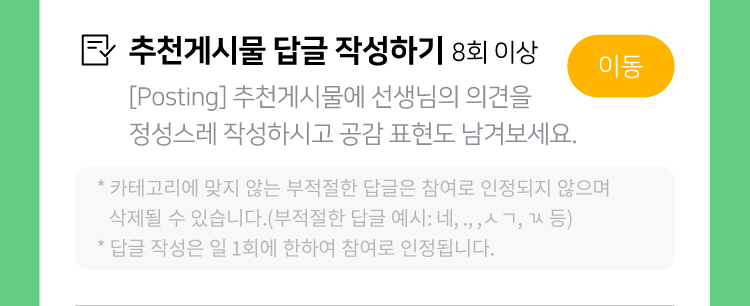 추천게시물 답글 작성하기 8회 이상
이동
[Posting] 추천게시물에 선생님의 의견을
정성스레 작성하시고 공감 표현도 남겨보세요.
* 카테고리에 맞지 않는 부적절한 답글은 참여로 인정되지 않으며
삭제될 수 있습니다.(부적절한 답글 예시: 네, ., ,ㅅㄱ, ㄳ 등)
* 답글 작성은 일 1회에 한하여 참여로 인정됩니다.